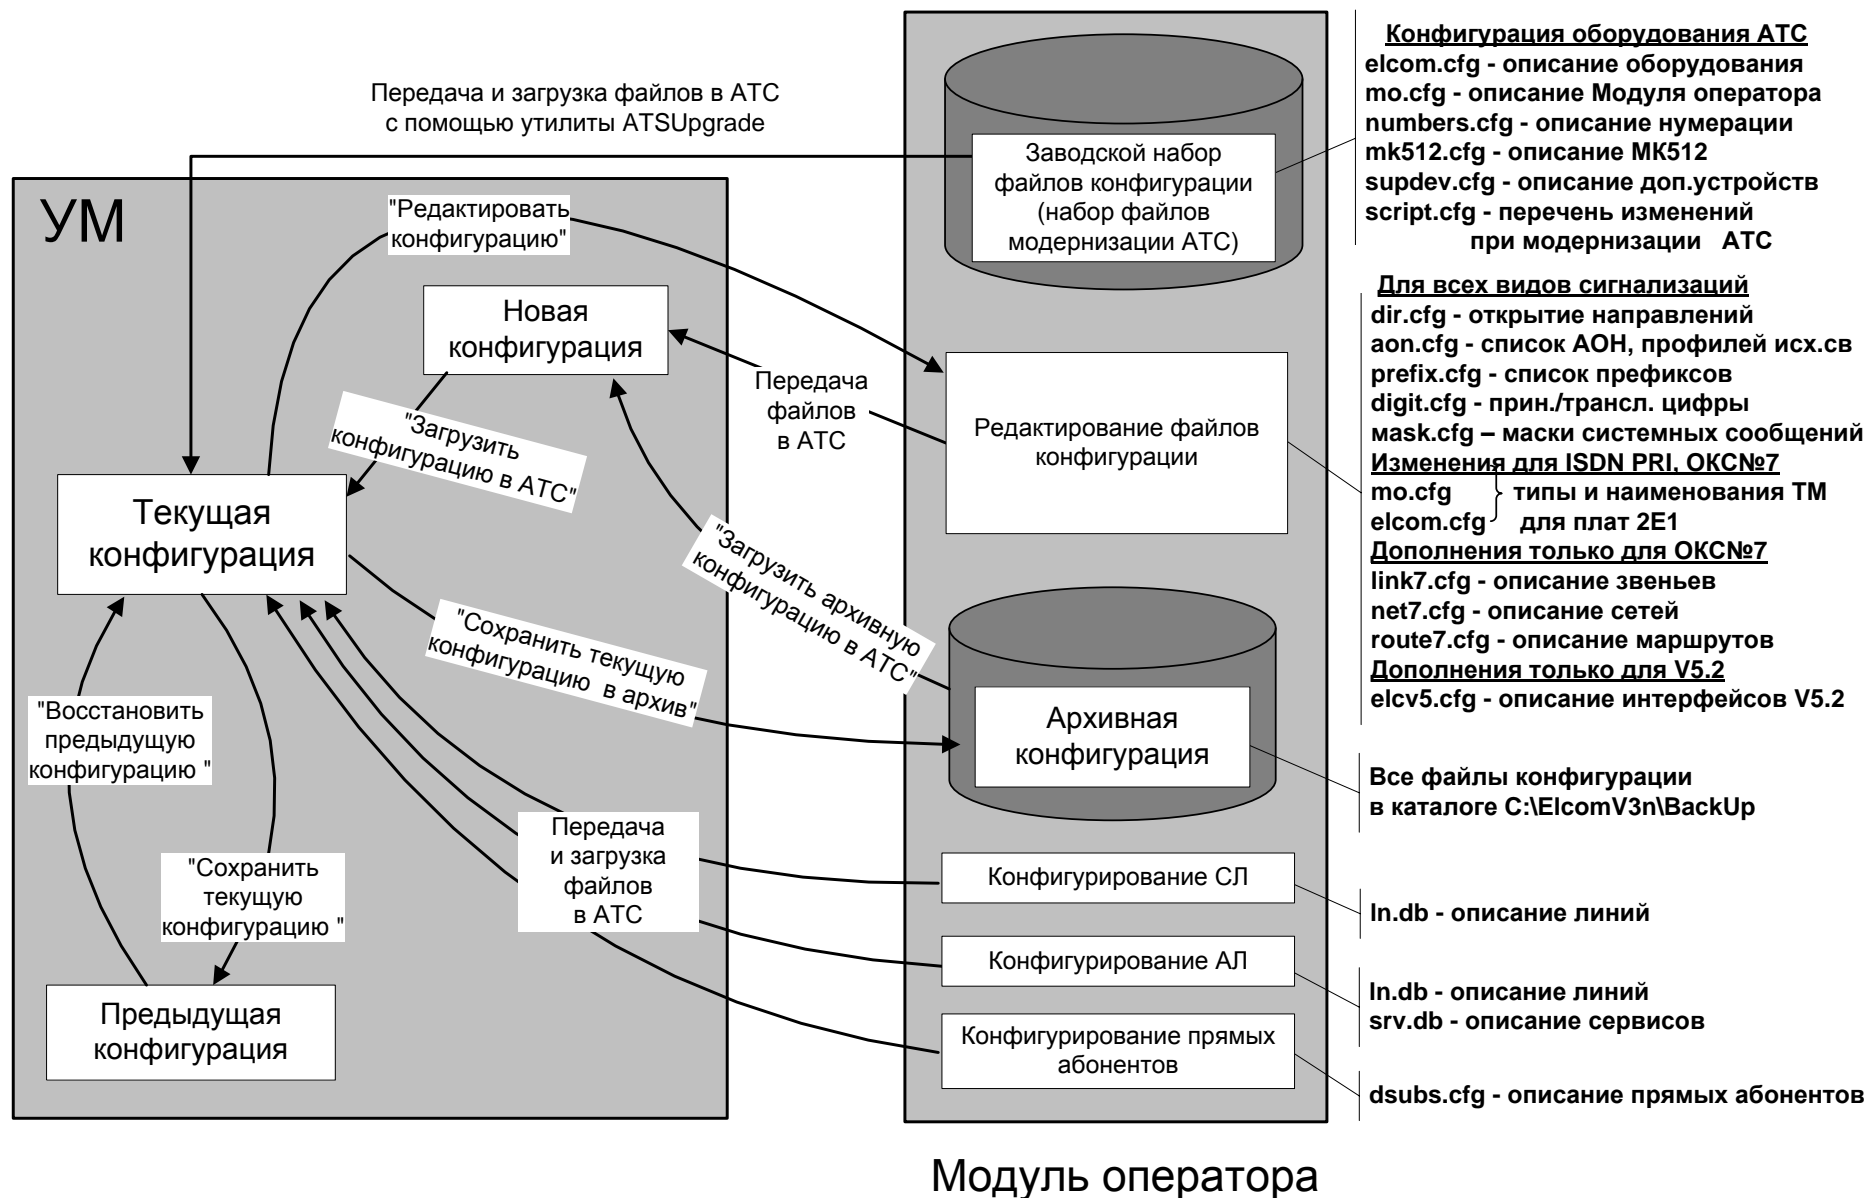 Передача и загрузка файлов в АТС
с помощью утилиты ATSUpgrade
УМ
"Редактировать
конфигурацию"
Новая
конфигурация
"Загрузить
конфигурацию в АТС"
Передача
файлов
в АТС
Текущая
конфигурация
"Загрузить архивную
конфигурацию в АТС"
"Сохранить текущую
конфигурацию в архив"
"Восстановить
предыдущую
конфигурацию "
"Сохранить
текущую
конфигурацию "
Передача
и загрузка
файлов
в АТС
Предыдущая
конфигурация
Заводской набор
файлов конфигурации
(набор файлов
модернизации АТС)
Редактирование файлов
конфигурации
Архивная
конфигурация
Конфигурирование СЛ
Конфигурирование АЛ
Конфигурирование прямых
абонентов
Модуль оператора
Конфигурация оборудования АТС
elcom.cfg - описание оборудования
mo.cfg - описание Модуля оператора
numbers.cfg - описание нумерации
mk512.cfg - описание МК512
supdev.cfg - описание доп.устройств
script.cfg - перечень изменений
при модернизации АТС
Для всех видов сигнализаций
dir.cfg - открытие направлений
aon.cfg - список АОН, профилей исх.св
prefix.cfg - список префиксов
digit.cfg - прин./трансл. цифры
мask.cfg – маски системных сообщений
Изменения для ISDN PRI, ОКС№7
mo.cfg типы и наименования ТМ
elcom.cfg для плат 2Е1
Дополнения только для ОКС№7
link7.cfg - описание звеньев
net7.cfg - описание сетей
route7.cfg - описание маршрутов
Дополнения только для V5.2
elcv5.cfg - описание интерфейсов V5.2
Все файлы конфигурации
в каталоге C:\ElcomV3n\BackUp
ln.db - описание линий
ln.db - описание линий
srv.db - описание сервисов
dsubs.cfg - описание прямых абонентов